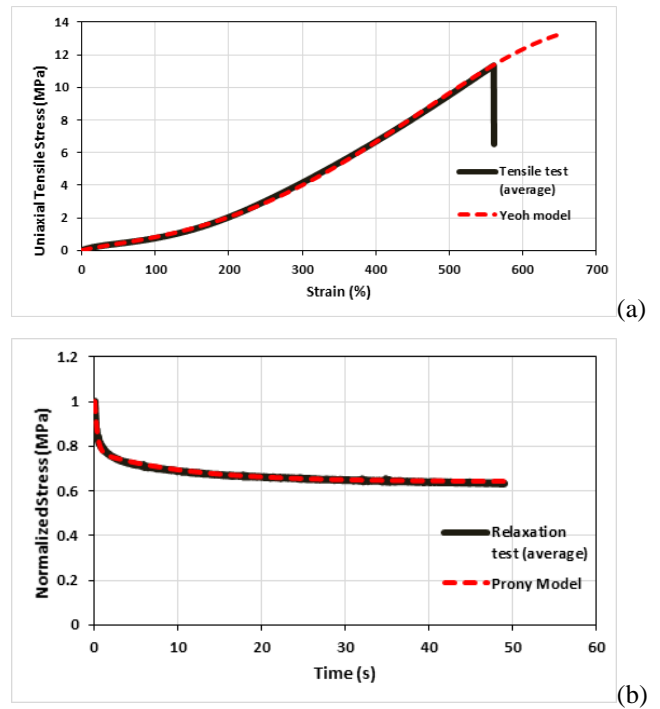 14
12
10
8
6
4
2
0
Uniaxial Tensile Stress (MPa)
Tensile test
(average)
Yeoh model
0 100 200 300 400 500 600 700
Strain (%)
(a)
1.2
1
0.8
0.6
0.4
0.2
0
Normalized Stress (MPa)
Relaxation
test (average)
Prony Model
0 10 20 30 40 50 60
Time (s)
(b)